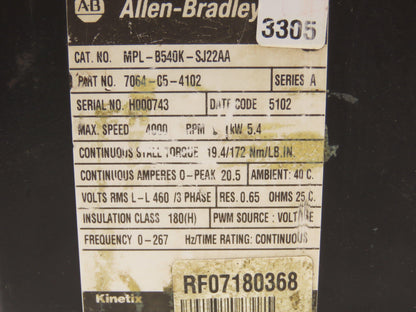 A·B Allen-Bradley
3305
CAT. NO. MPL-B540K-SJ22AA
PART NO. 7064-05-4102 SERIES A
SERIAL NO. H000743 DATE CODE 5102
MAX. SPEED 4000 RPM kW 5.4
CONTINUOUS STALL TORQUE 19.4/172 Nm/LB.IN.
CONTINUOUS AMPERES 0-PEAK 20.5 AMBIENT: 40 C.
VOLTS RMS L-L 460 /3 PHASE RES. 0.65 OHMS 25 C.
INSULATION CLASS 180(H) PWM SOURCE: VOLTAGE
FREQUENCY 0-267 Hz/TIME RATING: CONTINUOUS
RF07180368
Kinetix